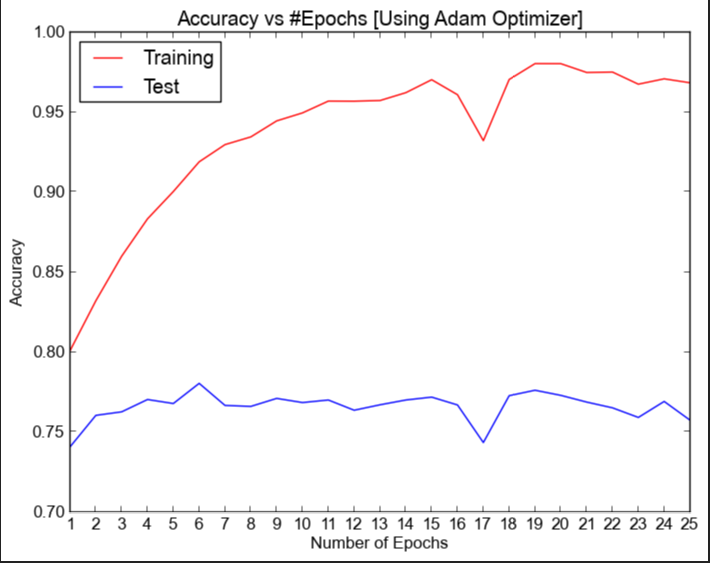 Accuracy vs #Epochs [Using Adam Optimizer]
1.00
Training
Test
0.95
0.90
0.85
Accuracy
0.80
0.75
0.70
1 2 3 4 5 6 7 8 9 10 11 12 13 14 15 16 17 18 19 20 21 22 23 24 25
Number of Epochs